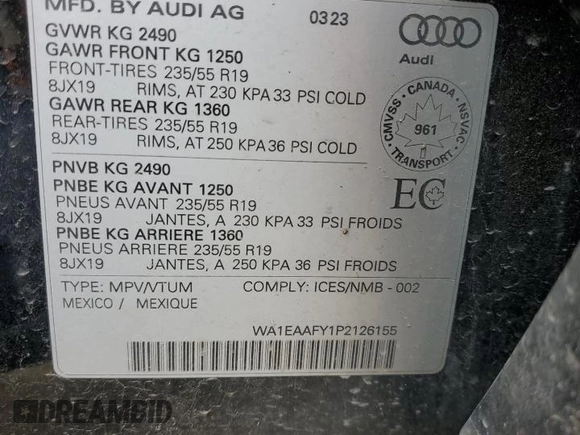 MFD. BY AUDI AG 03 23
GVWR KG 2490
GAWR FRONT KG 1250
FRONT-TIRES 235/55 R19
8JX19 RIMS, AT 230 KPA 33 PSI COLD
GAWR REAR KG 1360
REAR-TIRES 235/55 R19
8JX19 RIMS, AT 250 KPA 36 PSI COLD
Audi
CMVSS - CANADA - NSVAC
961
TRANSPORT
PNVB KG 2490
PNBE KG AVANT 1250
PNEUS AVANT 235/55 R19
8JX19 JANTES, A 230 KPA 33 PSI FROIDS
PNBE KG ARRIERE 1360
PNEUS ARRIERE 235/55 R19
8JX19 JANTES, A 250 KPA 36 PSI FROIDS
EC
TYPE: MPV/VTUM COMPLY: ICES/NMB - 002
MEXICO / MEXIQUE
WA1EAAFY1P2126155
DREAMBID